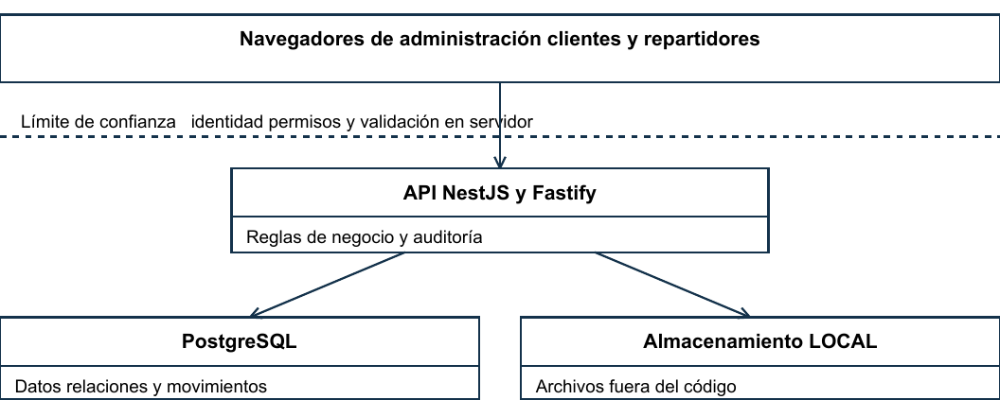 Navegadores de administración clientes y repartidores
Límite de confianza identidad permisos y validación en servidor
API NestJS y Fastify
Reglas de negocio y auditoría
PostgreSQL
Almacenamiento LOCAL
Datos relaciones y movimientos
Archivos fuera del código